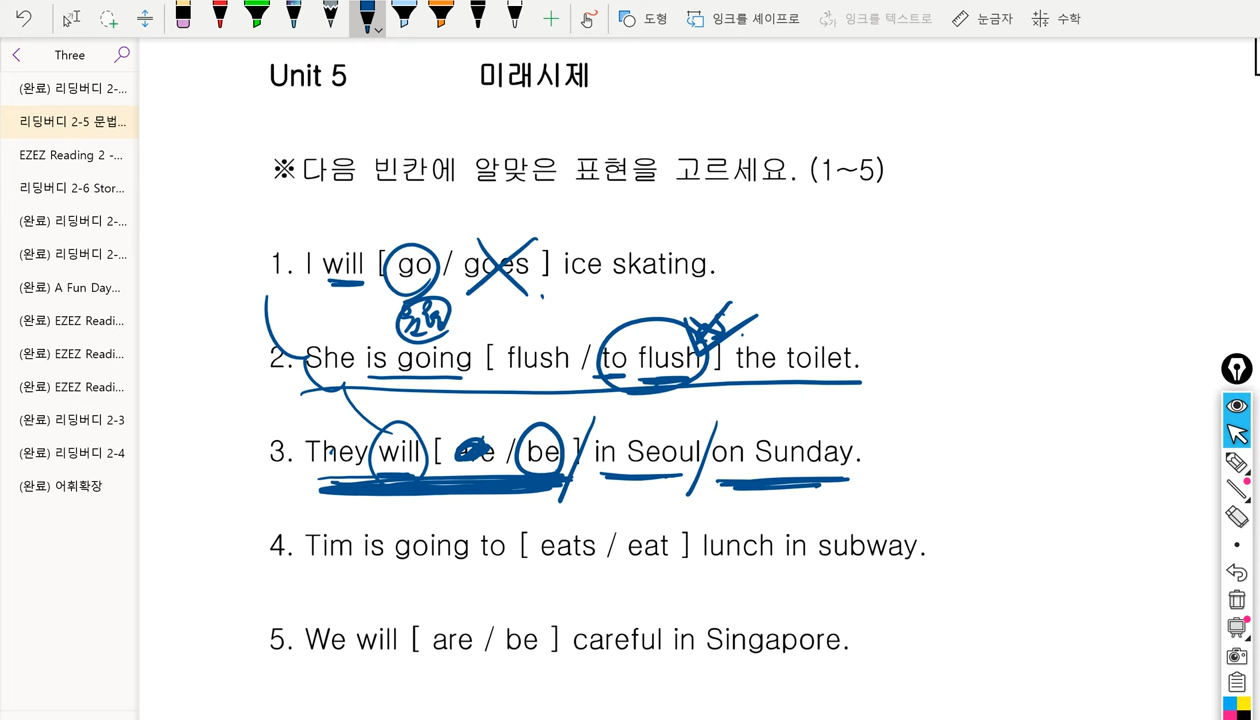 도형
잉크를 셰이프로
잉크를 텍스트로
눈금자
수학
Three
(완료) 리딩버디 2-...
리딩버디 2-5 문법...
EZEZ Reading 2 -...
리딩버디 2-6 Stor...
(완료) 리딩버디 2-...
(완료) 리딩버디 2-...
(완료) A Fun Day...
(완료) EZEZ Readi...
(완료) EZEZ Readi...
(완료) EZEZ Readi...
(완료) 리딩버디 2-3
(완료) 리딩버디 2-4
(완료) 어휘확장
Unit 5 미래시제
※다음 빈칸에 알맞은 표현을 고르세요. (1~5)
1. I will [ go / goes ] ice skating.
2. She is going [ flush / to flush ] the toilet.
3. They will [ are / be ] in Seoul on Sunday.
4. Tim is going to [ eats / eat ] lunch in subway.
5. We will [ are / be ] careful in Singapore.